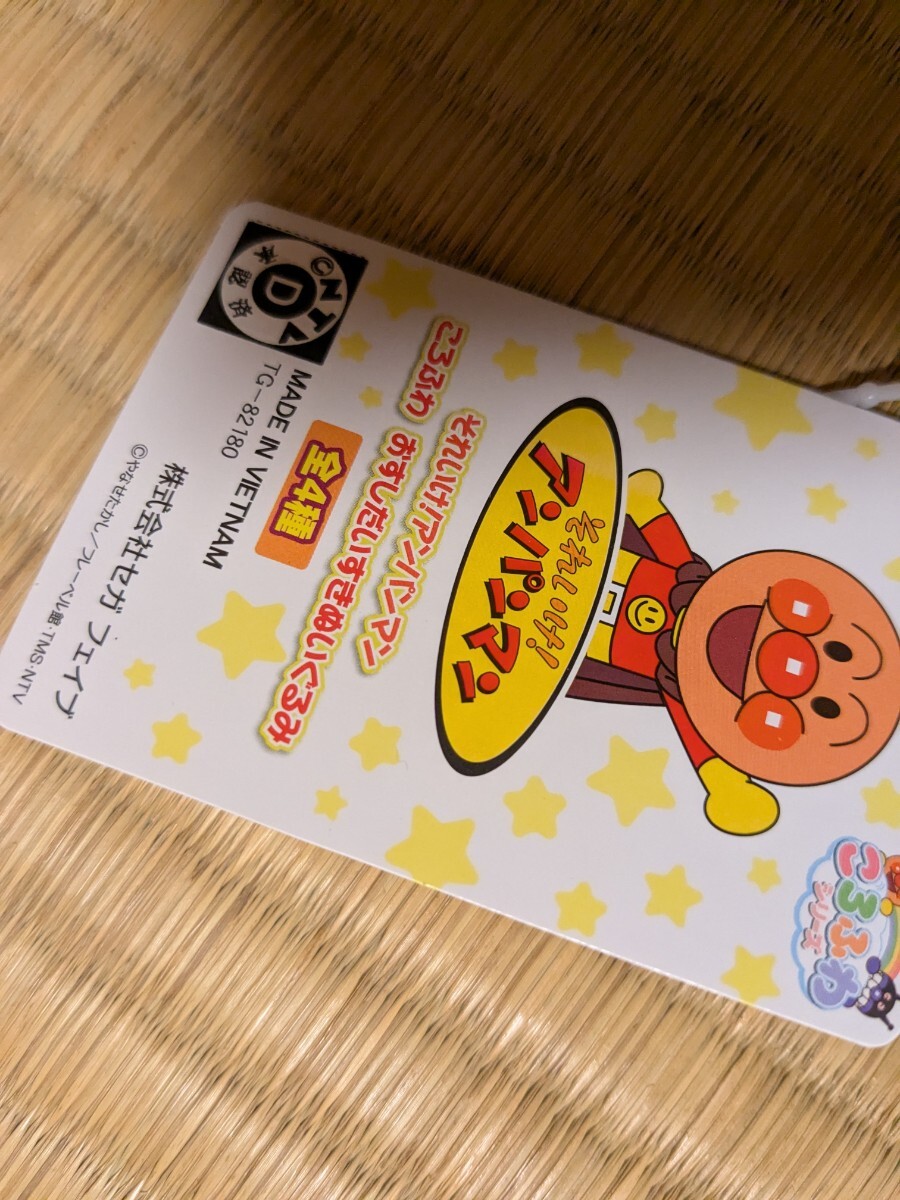 ころふわ
シリーズ
それいけ!
アンパンマン
それいけ!アンパンマン
ころふわ おすしだいすきぬいぐるみ
全4種
MADE IN VIETNAM
TG-82180
©NTV
D
承認済
株式会社セガ フェイブ
©やなせたかし/フレーベル館・TMS・NTV